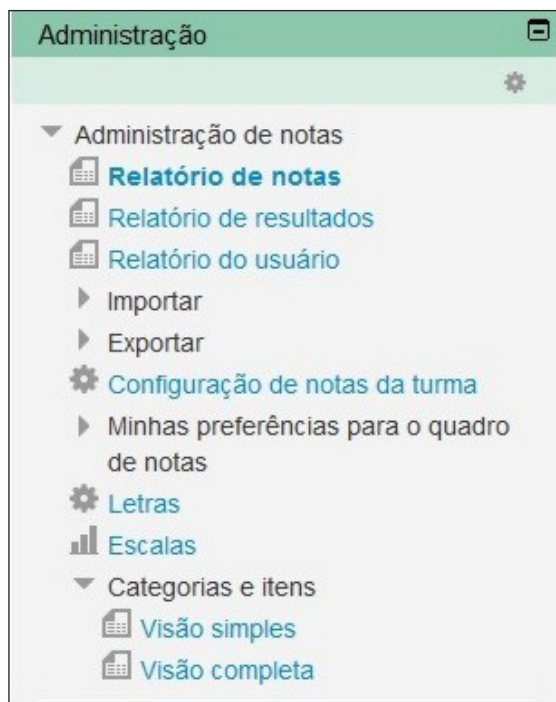 Administração
Administração de notas
Relatório de notas
Relatório de resultados
Relatório do usuário
Importar
Exportar
Configuração de notas da turma
Minhas preferências para o quadro
de notas
Letras
Escalas
Categorias e itens
Visão simples
Visão completa